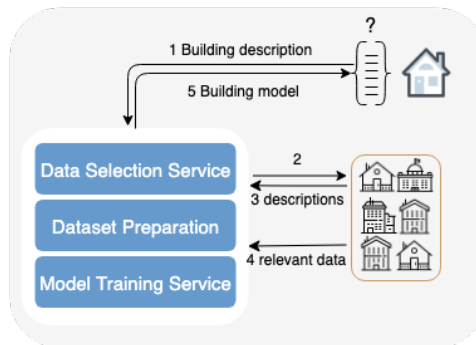 ?
1 Building description
5 Building model
Data Selection Service
2
3 descriptions
Dataset Preparation
4 relevant data
Model Training Service